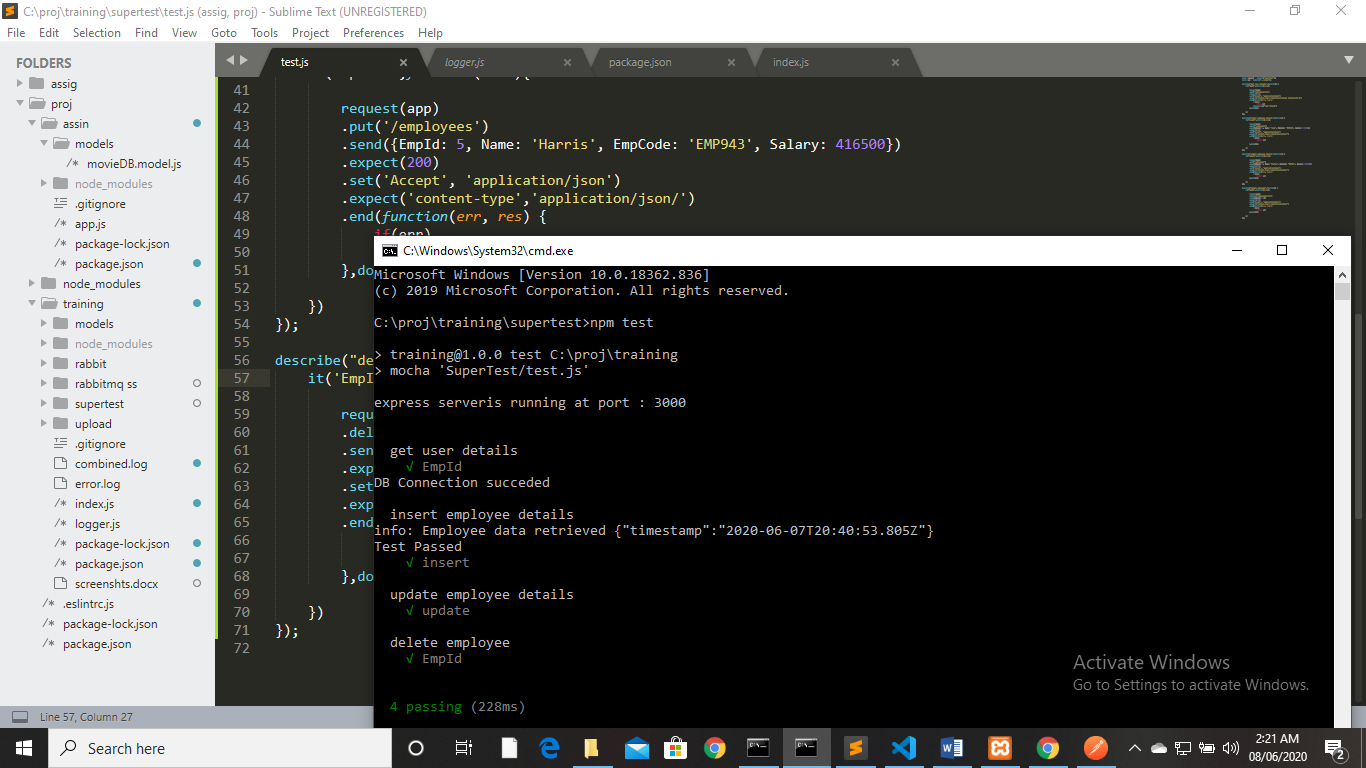 C:\proj\training\supertest\test.js (assig, proj) - Sublime Text (UNREGISTERED)
File Edit Selection Find View Goto Tools Project Preferences Help
FOLDERS
assig
proj
assin
models
/* movieDB.model.js
node_modules
.gitignore
/* app.js
/* package-lock.json
/* package.json
node_modules
training
models
node_modules
rabbit
rabbitmq ss
supertest
upload
.gitignore
combined.log
error.log
/* index.js
/* logger.js
/* package-lock.json
/* package.json
screenshts.docx
/* .eslintrc.js
/* package-lock.json
/* package.json
test.js
logger.js
package.json
index.js
41
42 request(app)
43 .put('/employees')
44 .send({EmpId: 5, Name: 'Harris', EmpCode: 'EMP943', Salary: 416500})
45 .expect(200)
46 .set('Accept', 'application/json')
47 .expect('content-type','application/json/')
48 .end(function(err, res) {
49 if(err)
50
51 },do
52
53 })
54 });
55
56 describe("de
57 it('EmpI
58
59 requ
60 .del
61 .sen
62 .exp
63 .set
64 .exp
65 .end
66
67
68 },do
69
70 })
71 });
72
C:\Windows\System32\cmd.exe
Microsoft Windows [Version 10.0.18362.836]
(c) 2019 Microsoft Corporation. All rights reserved.
C:\proj\training\supertest>npm test
> training@1.0.0 test C:\proj\training
> mocha 'SuperTest/test.js'
express serveris running at port : 3000
get user details
√ EmpId
DB Connection succeded
insert employee details
info: Employee data retrieved {"timestamp":"2020-06-07T20:40:53.805Z"}
Test Passed
√ insert
update employee details
√ update
delete employee
√ EmpId
4 passing (228ms)
Activate Windows
Go to Settings to activate Windows.
Line 57, Column 27
Search here
2:21 AM
08/06/2020
2